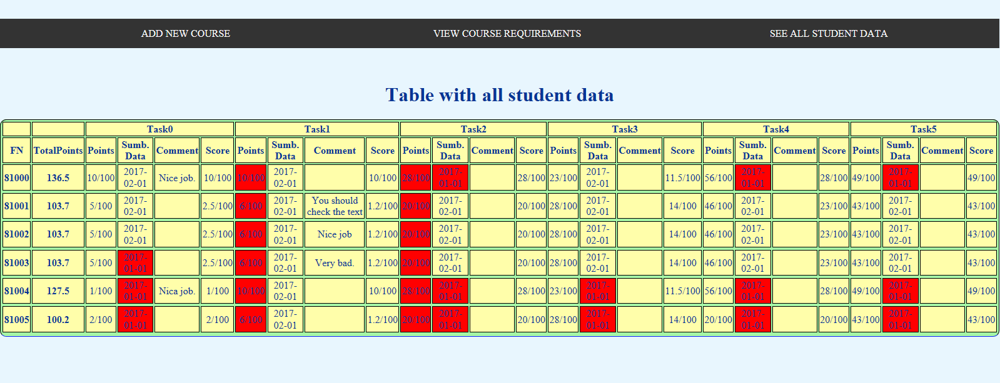 ADD NEW COURSE VIEW COURSE REQUIREMENTS SEE ALL STUDENT DATA
Table with all student data
Task0 Task1 Task2 Task3 Task4 Task5
FN TotalPoints Points Sumb. Data Comment Score Points Sumb. Data Comment Score Points Sumb. Data Comment Score Points Sumb. Data Comment Score Points Sumb. Data Comment Score Points Sumb. Data Comment Score
81000 136.5 10/100 2017-02-01 Nice job. 10/100 10/100 2017-02-01 10/100 28/100 2017-01-01 28/100 23/100 2017-02-01 11.5/100 56/100 2017-01-01 28/100 49/100 2017-01-01 49/100
81001 103.7 5/100 2017-02-01 2.5/100 6/100 2017-02-01 You should check the text 1.2/100 20/100 2017-02-01 20/100 28/100 2017-02-01 14/100 46/100 2017-02-01 23/100 43/100 2017-02-01 43/100
81002 103.7 5/100 2017-02-01 2.5/100 6/100 2017-02-01 Nice job 1.2/100 20/100 2017-02-01 20/100 28/100 2017-02-01 14/100 46/100 2017-02-01 23/100 43/100 2017-02-01 43/100
81003 103.7 5/100 2017-01-01 2.5/100 6/100 2017-02-01 Very bad. 1.2/100 20/100 2017-02-01 20/100 28/100 2017-02-01 14/100 46/100 2017-02-01 23/100 43/100 2017-02-01 43/100
81004 127.5 1/100 2017-01-01 Nica job. 1/100 10/100 2017-02-01 10/100 28/100 2017-01-01 28/100 23/100 2017-01-01 11.5/100 56/100 2017-01-01 28/100 49/100 2017-01-01 49/100
81005 100.2 2/100 2017-01-01 2/100 6/100 2017-02-01 1.2/100 20/100 2017-01-01 20/100 28/100 2017-01-01 14/100 20/100 2017-01-01 20/100 43/100 2017-01-01 43/100